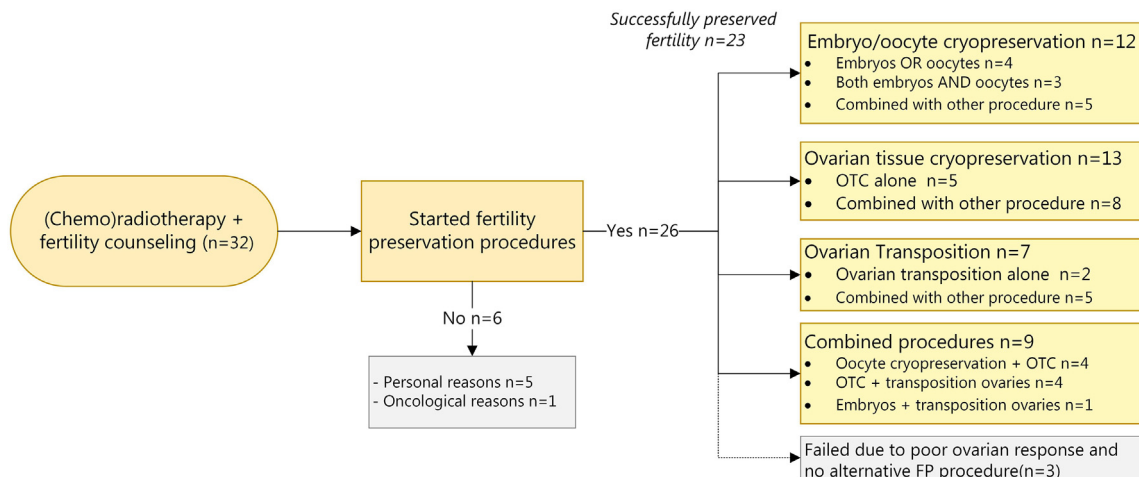 Successfully preserved
fertility n=23
(Chemo)radiotherapy +
fertility counseling (n=32)
Started fertility
preservation procedures
Yes n=26
No n=6
- Personal reasons n=5
- Oncological reasons n=1
Embryo/oocyte cryopreservation n=12
• Embryos OR oocytes n=4
• Both embryos AND oocytes n=3
• Combined with other procedure n=5
Ovarian tissue cryopreservation n=13
• OTC alone n=5
• Combined with other procedure n=8
Ovarian Transposition n=7
• Ovarian transposition alone n=2
• Combined with other procedure n=5
Combined procedures n=9
• Oocyte cryopreservation + OTC n=4
• OTC + transposition ovaries n=4
• Embryos + transposition ovaries n=1
Failed due to poor ovarian response and
no alternative FP procedure(n=3)